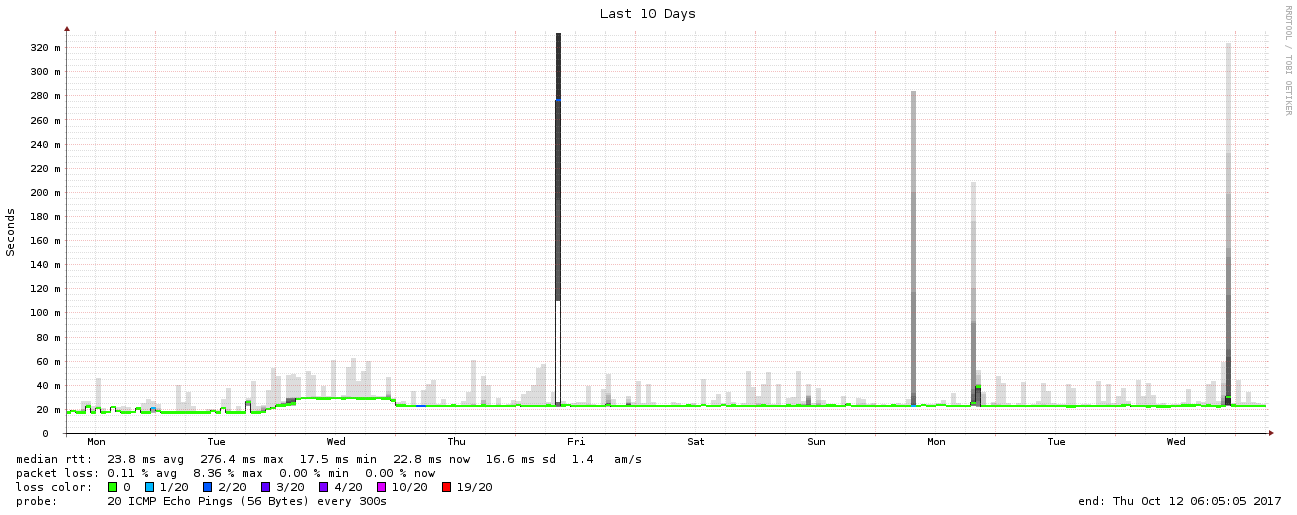 Last 10 Days
RRDTOOL / TOBI OETIKER
Seconds
320 m
300 m
280 m
260 m
240 m
220 m
200 m
180 m
160 m
140 m
120 m
100 m
80 m
60 m
40 m
20 m
0
Mon Tue Wed Thu Fri Sat Sun Mon Tue Wed
median rtt: 23.8 ms avg 276.4 ms max 17.5 ms min 22.8 ms now 16.6 ms sd 1.4 am/s
packet loss: 0.11 % avg 8.36 % max 0.00 % min 0.00 % now
loss color: 0 1/20 2/20 3/20 4/20 10/20 19/20
probe: 20 ICMP Echo Pings (56 Bytes) every 300s end: Thu Oct 12 06:05:05 2017